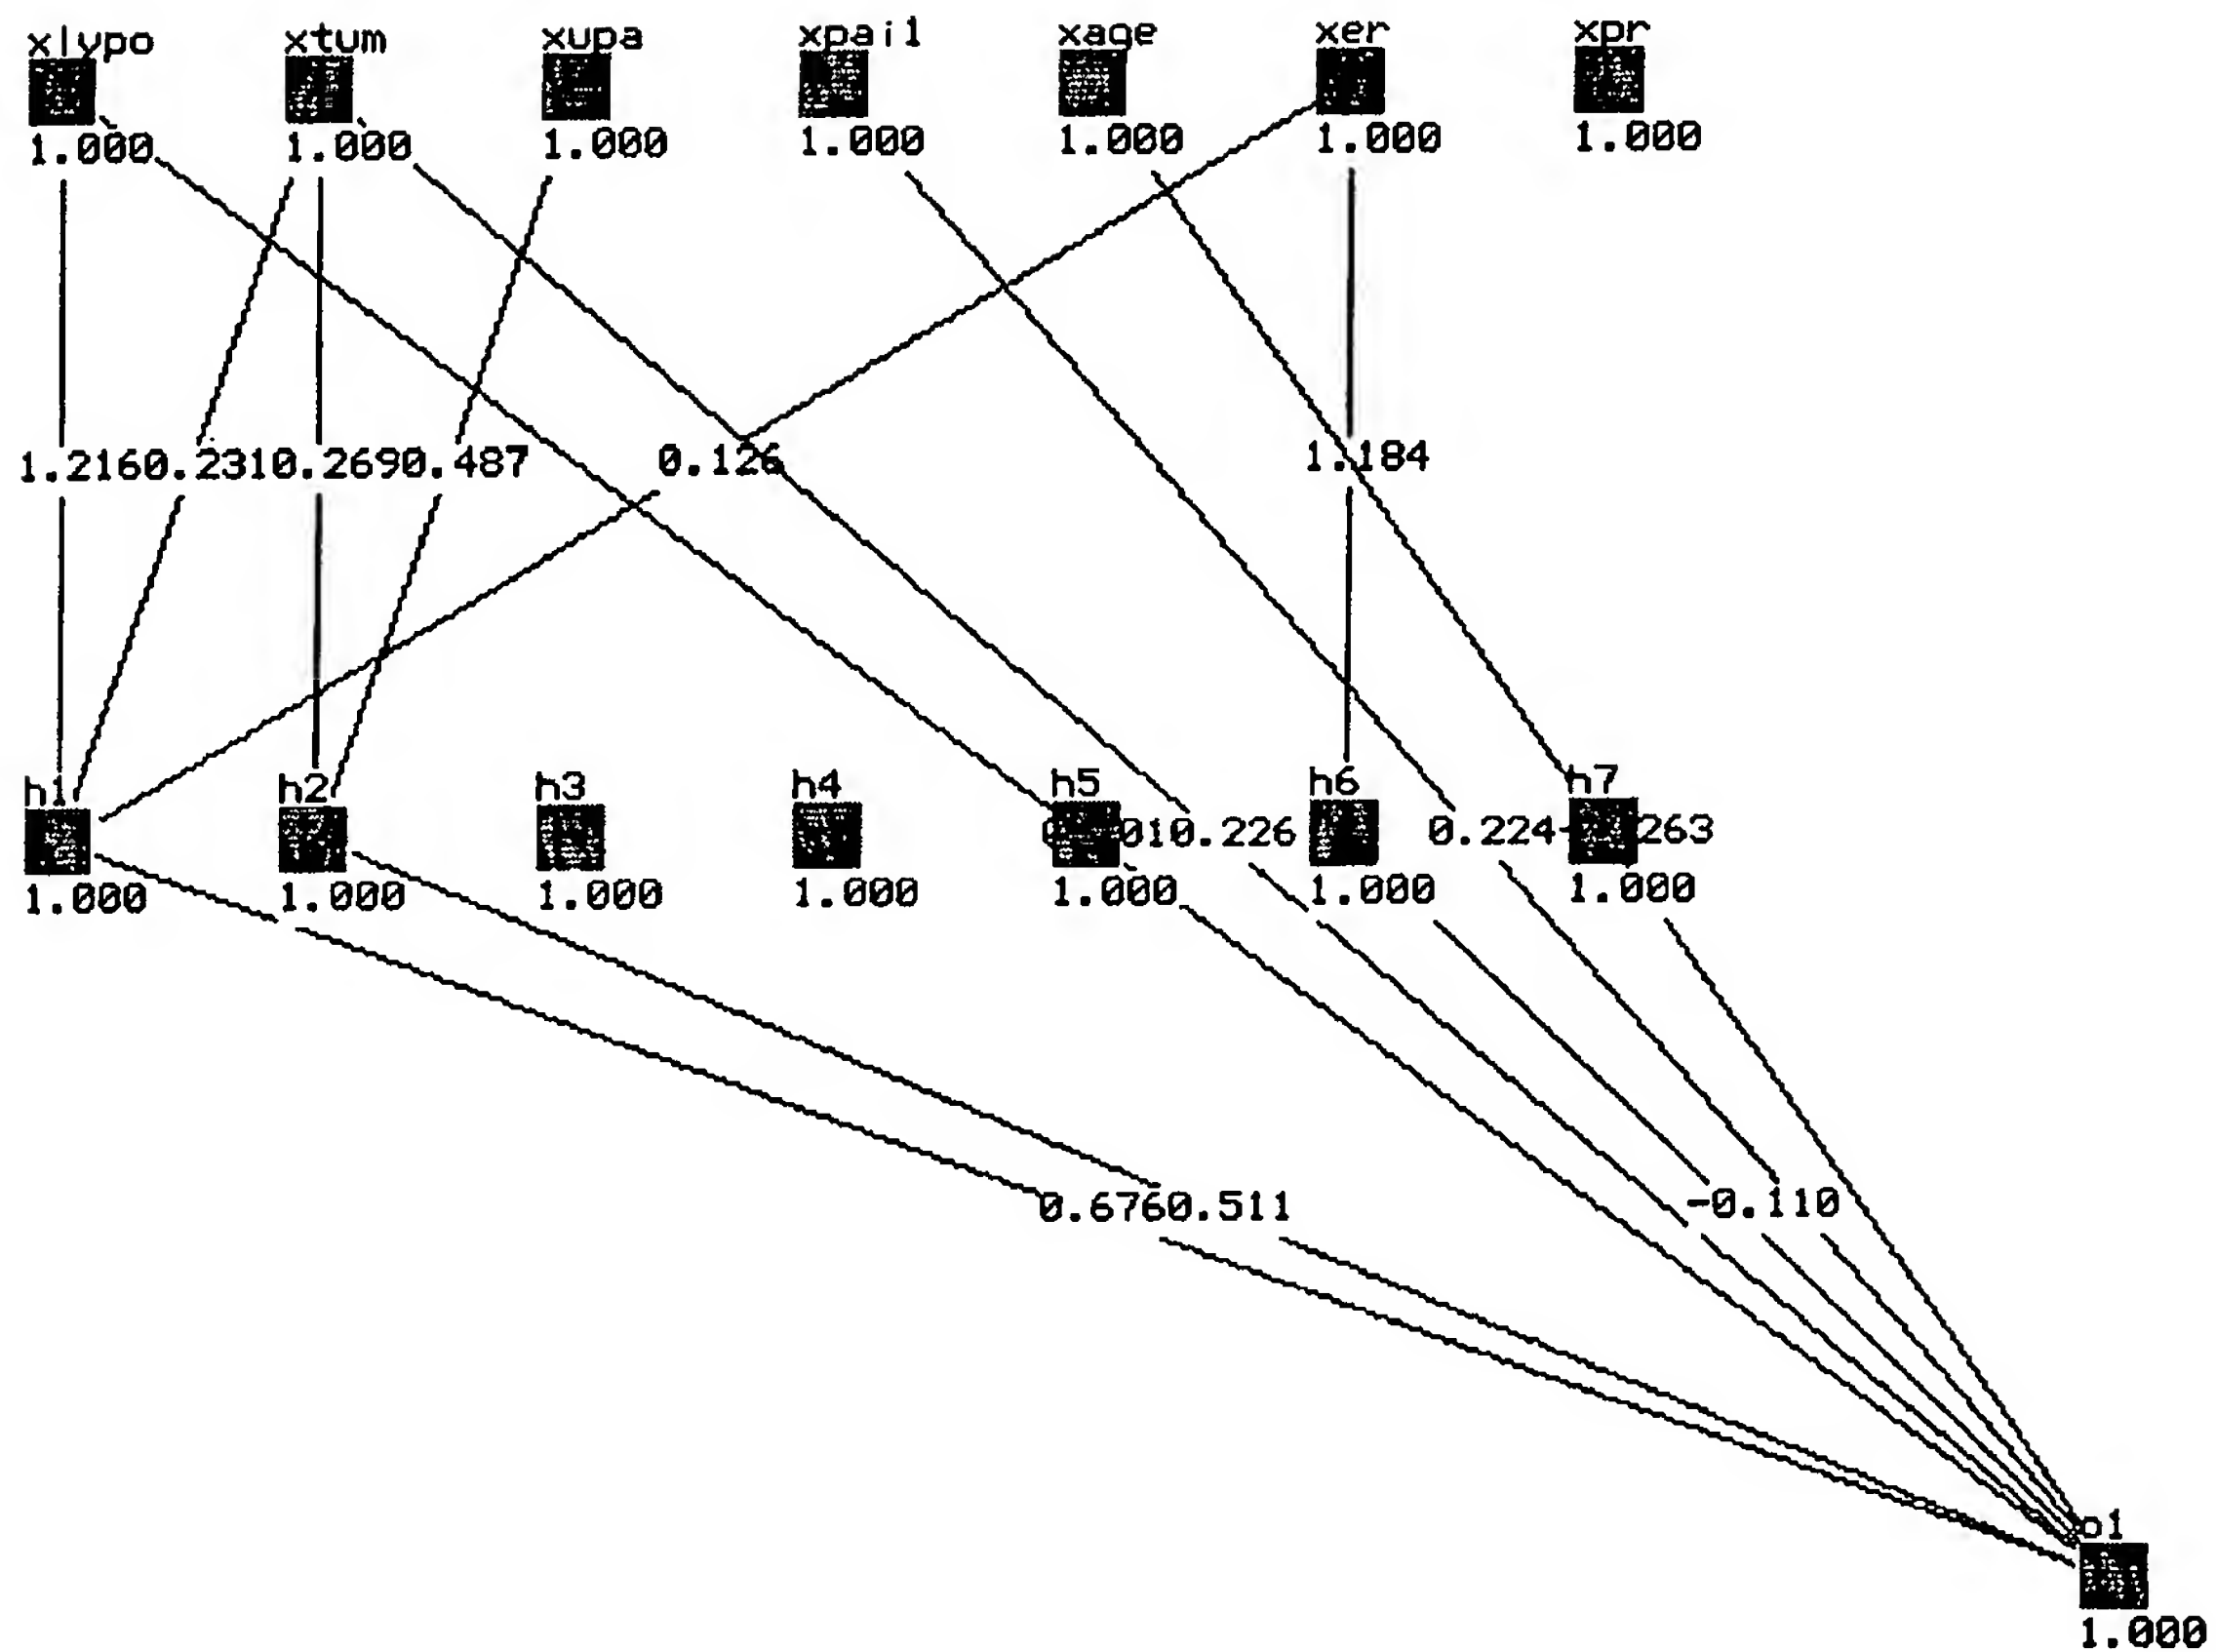 xlypo xtum xupa xpai1 xage xer xpr
1.000 1.000 1.000 1.000 1.000 1.000 1.000
1.2160.2310.2690.487 0.126 1.184
h1 h2 h3 h4 h5 h6 h7
010.226 0.224- 263
1.000 1.000 1.000 1.000 1.000 1.000 1.000
0.6760.511 -0.110
o1
1.000